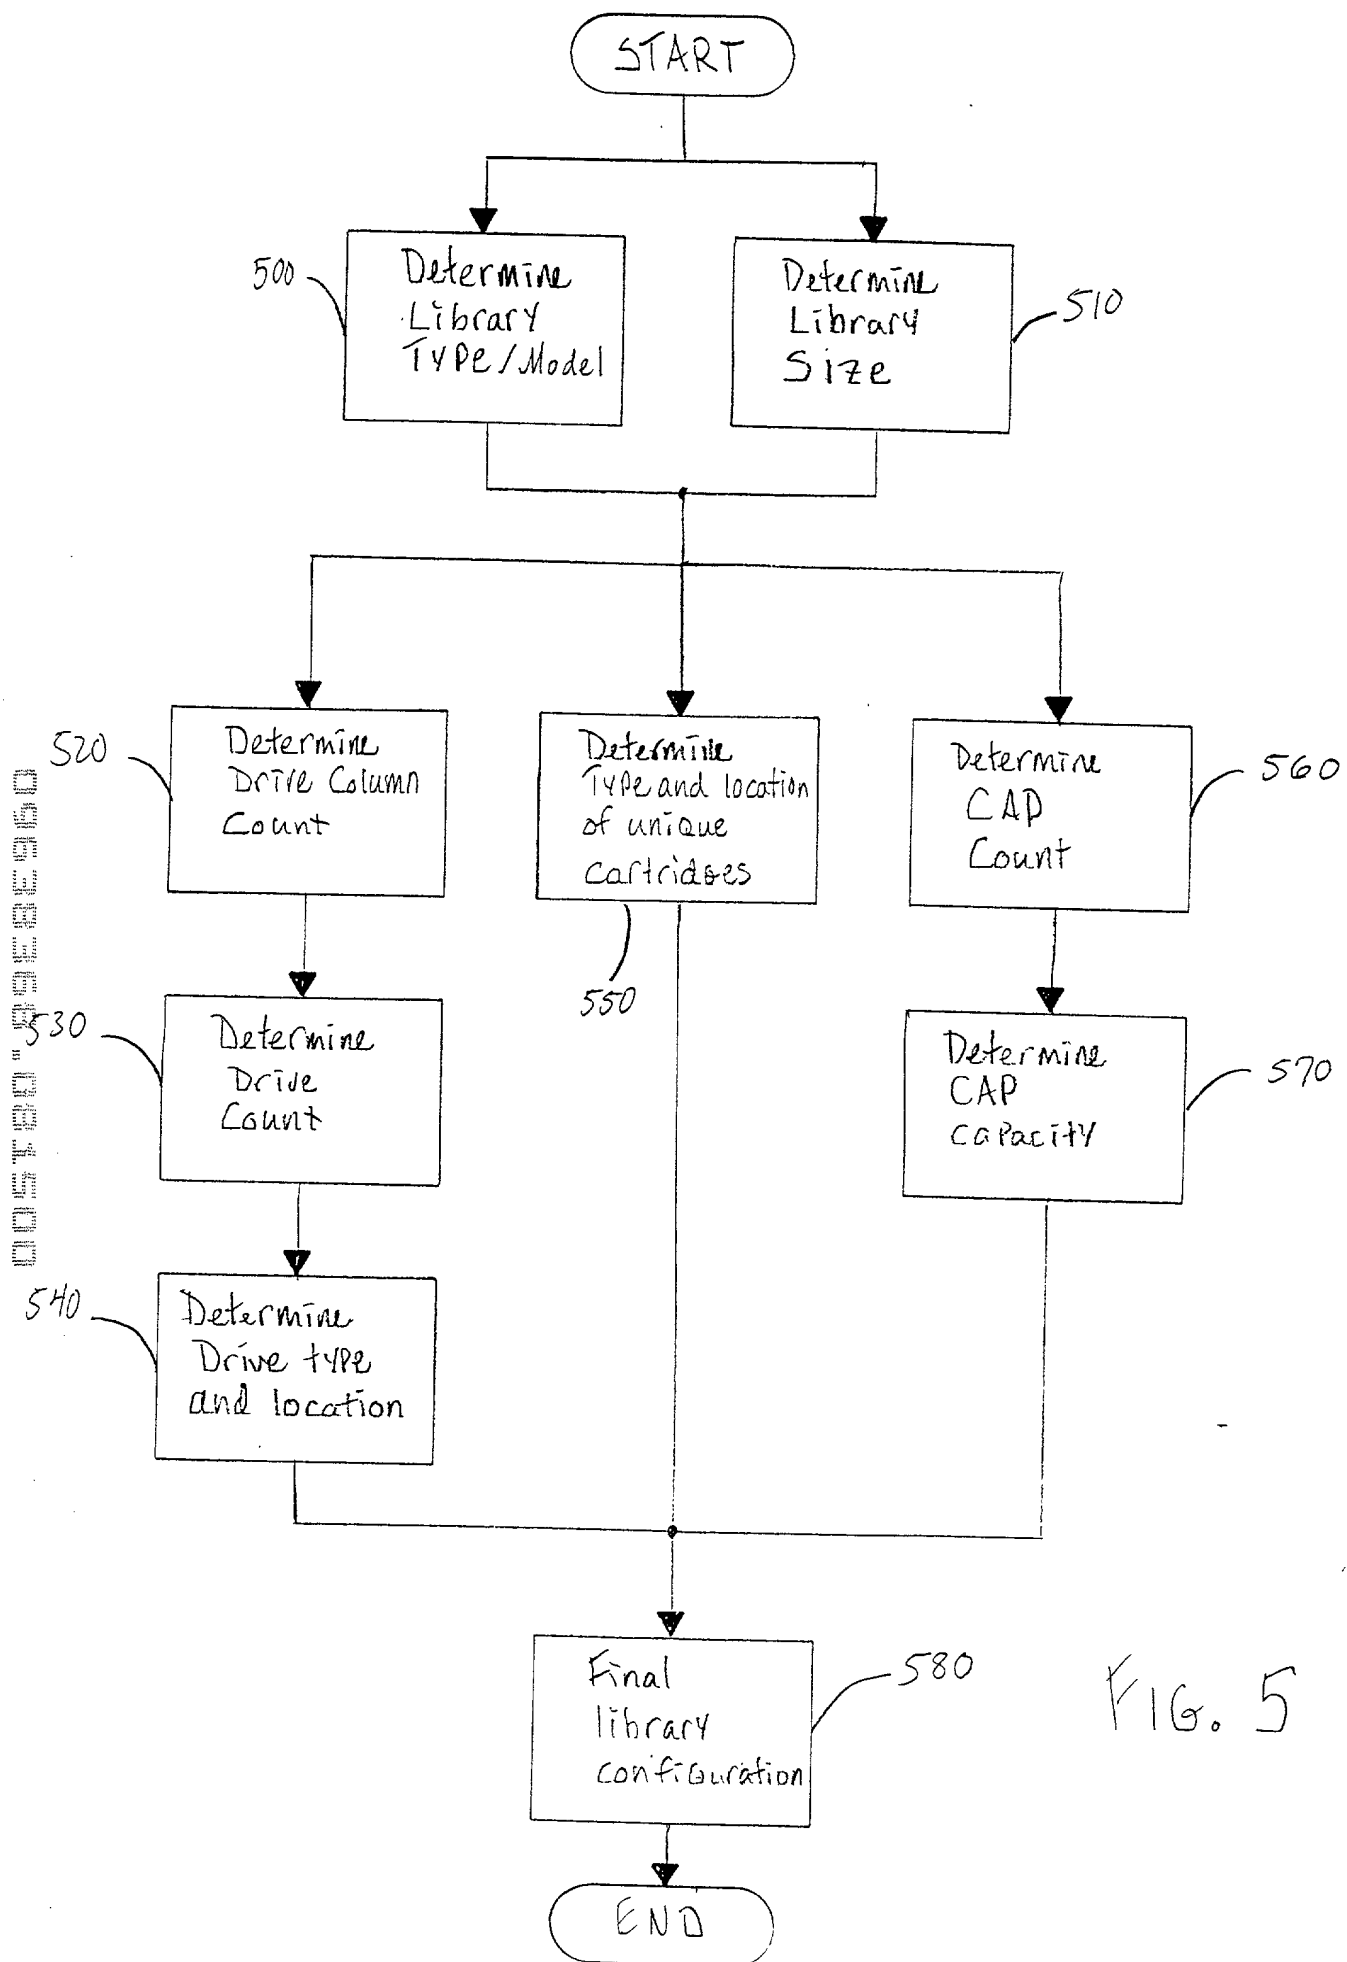 START
500
Determine
Library
Type/Model
Determine
Library
Size
510
520
Determine
Drive Column
Count
Determine
Type and location
of unique
cartridges
550
Determine
CAP
Count
560
530
Determine
Drive
Count
Determine
CAP
capacity
570
540
Determine
Drive type
and location
Final
library
configuration
580
FIG. 5
END
09638368.081500